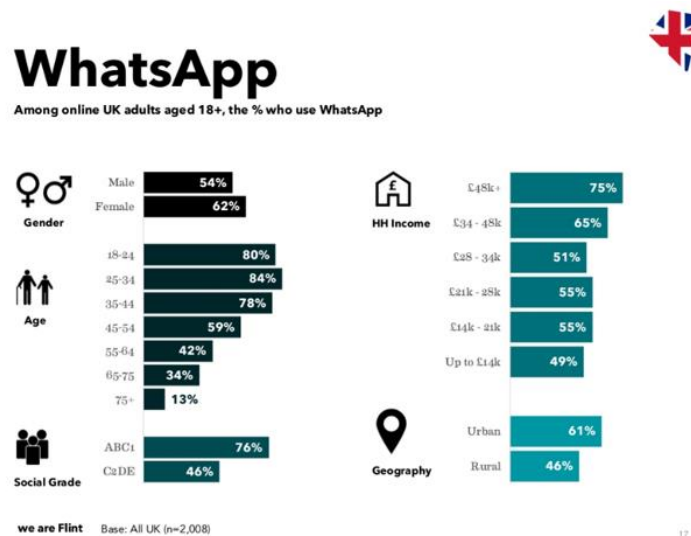 WhatsApp
Among online UK adults aged 18+, the % who use WhatsApp
Gender
Male 54%
Female 62%
Age
18-24 80%
25-34 84%
35-44 78%
45-54 59%
55-64 42%
65-75 34%
75+ 13%
Social Grade
ABC1 76%
C2DE 46%
£
HH Income
£48k+ 75%
£34 - 48k 65%
£28 - 34k 51%
£21k - 28k 55%
£14k - 21k 55%
Up to £14k 49%
Geography
Urban 61%
Rural 46%
we are Flint Base: All UK (n=2,008)
17